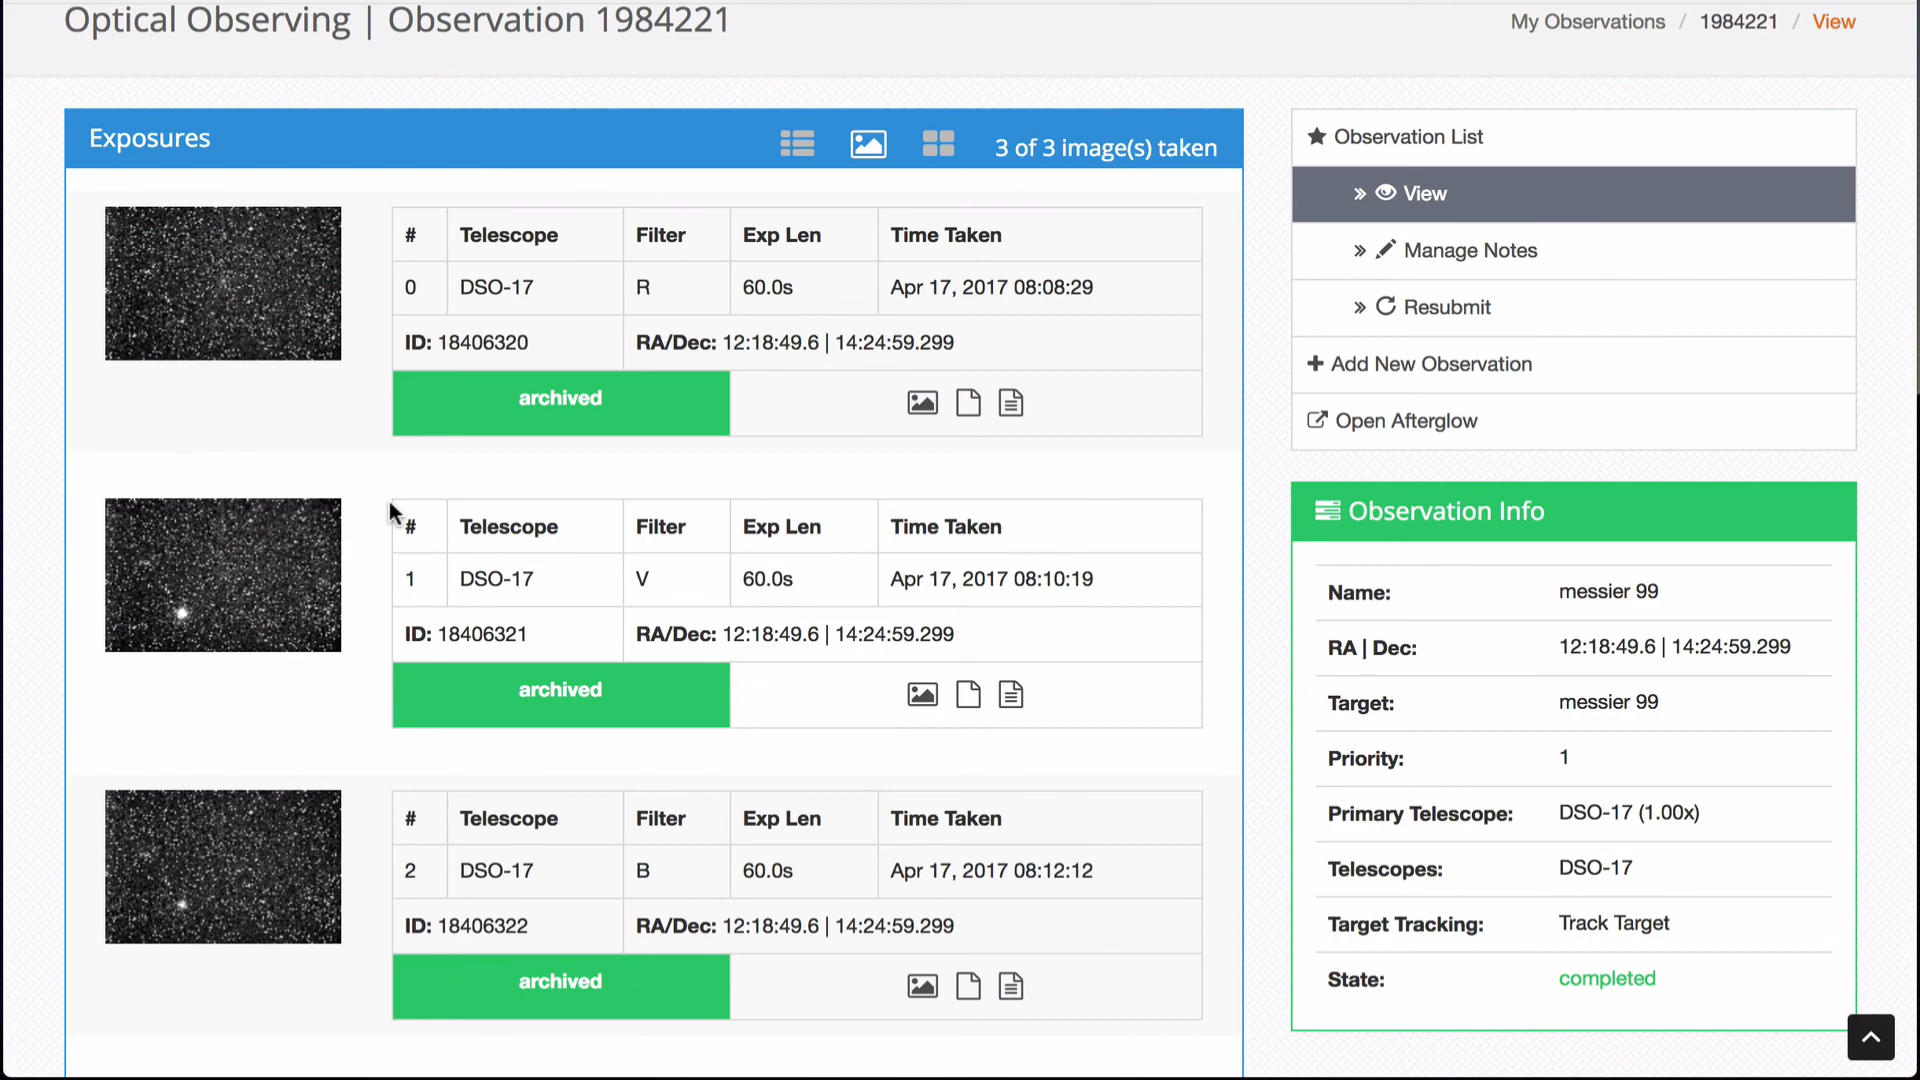 Optical Observing | Observation 1984221
My Observations / 1984221 / View
Exposures
3 of 3 image(s) taken
# Telescope Filter Exp Len Time Taken
0 DSO-17 R 60.0s Apr 17, 2017 08:08:29
ID: 18406320 RA/Dec: 12:18:49.6 | 14:24:59.299
archived
# Telescope Filter Exp Len Time Taken
1 DSO-17 V 60.0s Apr 17, 2017 08:10:19
ID: 18406321 RA/Dec: 12:18:49.6 | 14:24:59.299
archived
# Telescope Filter Exp Len Time Taken
2 DSO-17 B 60.0s Apr 17, 2017 08:12:12
ID: 18406322 RA/Dec: 12:18:49.6 | 14:24:59.299
archived
Observation List
» View
» Manage Notes
» Resubmit
Add New Observation
Open Afterglow
Observation Info
Name: messier 99
RA | Dec: 12:18:49.6 | 14:24:59.299
Target: messier 99
Priority: 1
Primary Telescope: DSO-17 (1.00x)
Telescopes: DSO-17
Target Tracking: Track Target
State: completed